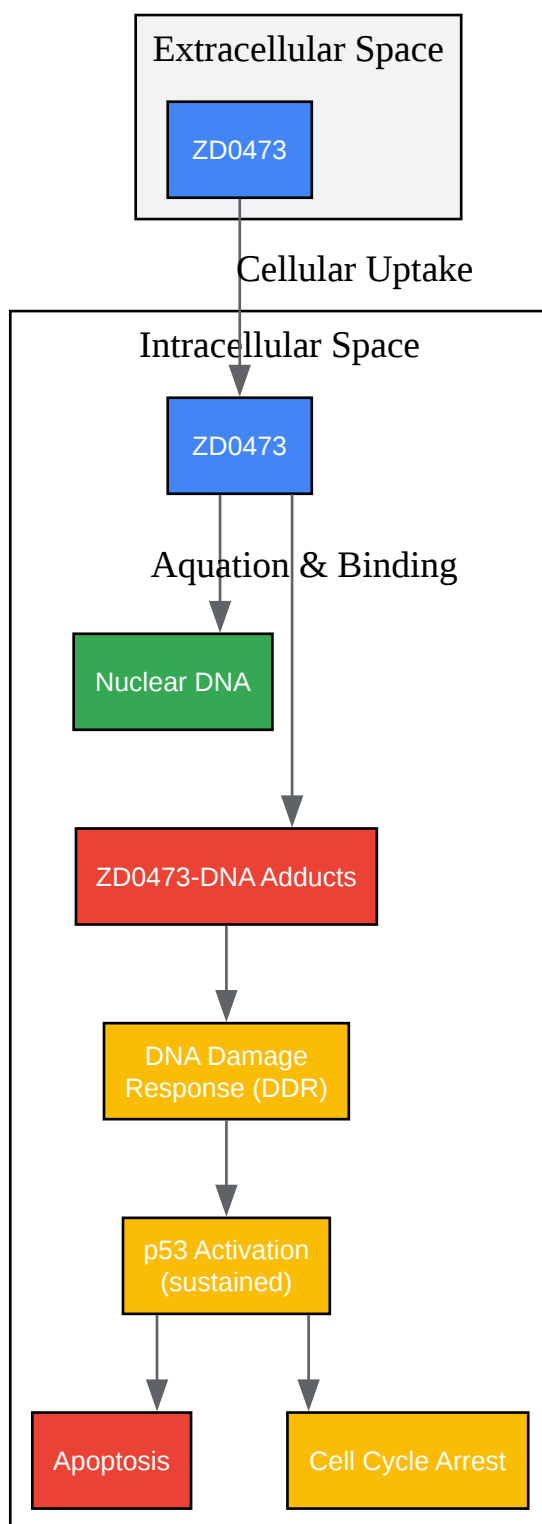 Extracellular Space
ZD0473
Cellular Uptake
Intracellular Space
ZD0473
Aquation & Binding
Nuclear DNA
ZD0473-DNA Adducts
DNA Damage
Response (DDR)
p53 Activation
(sustained)
Apoptosis
Cell Cycle Arrest